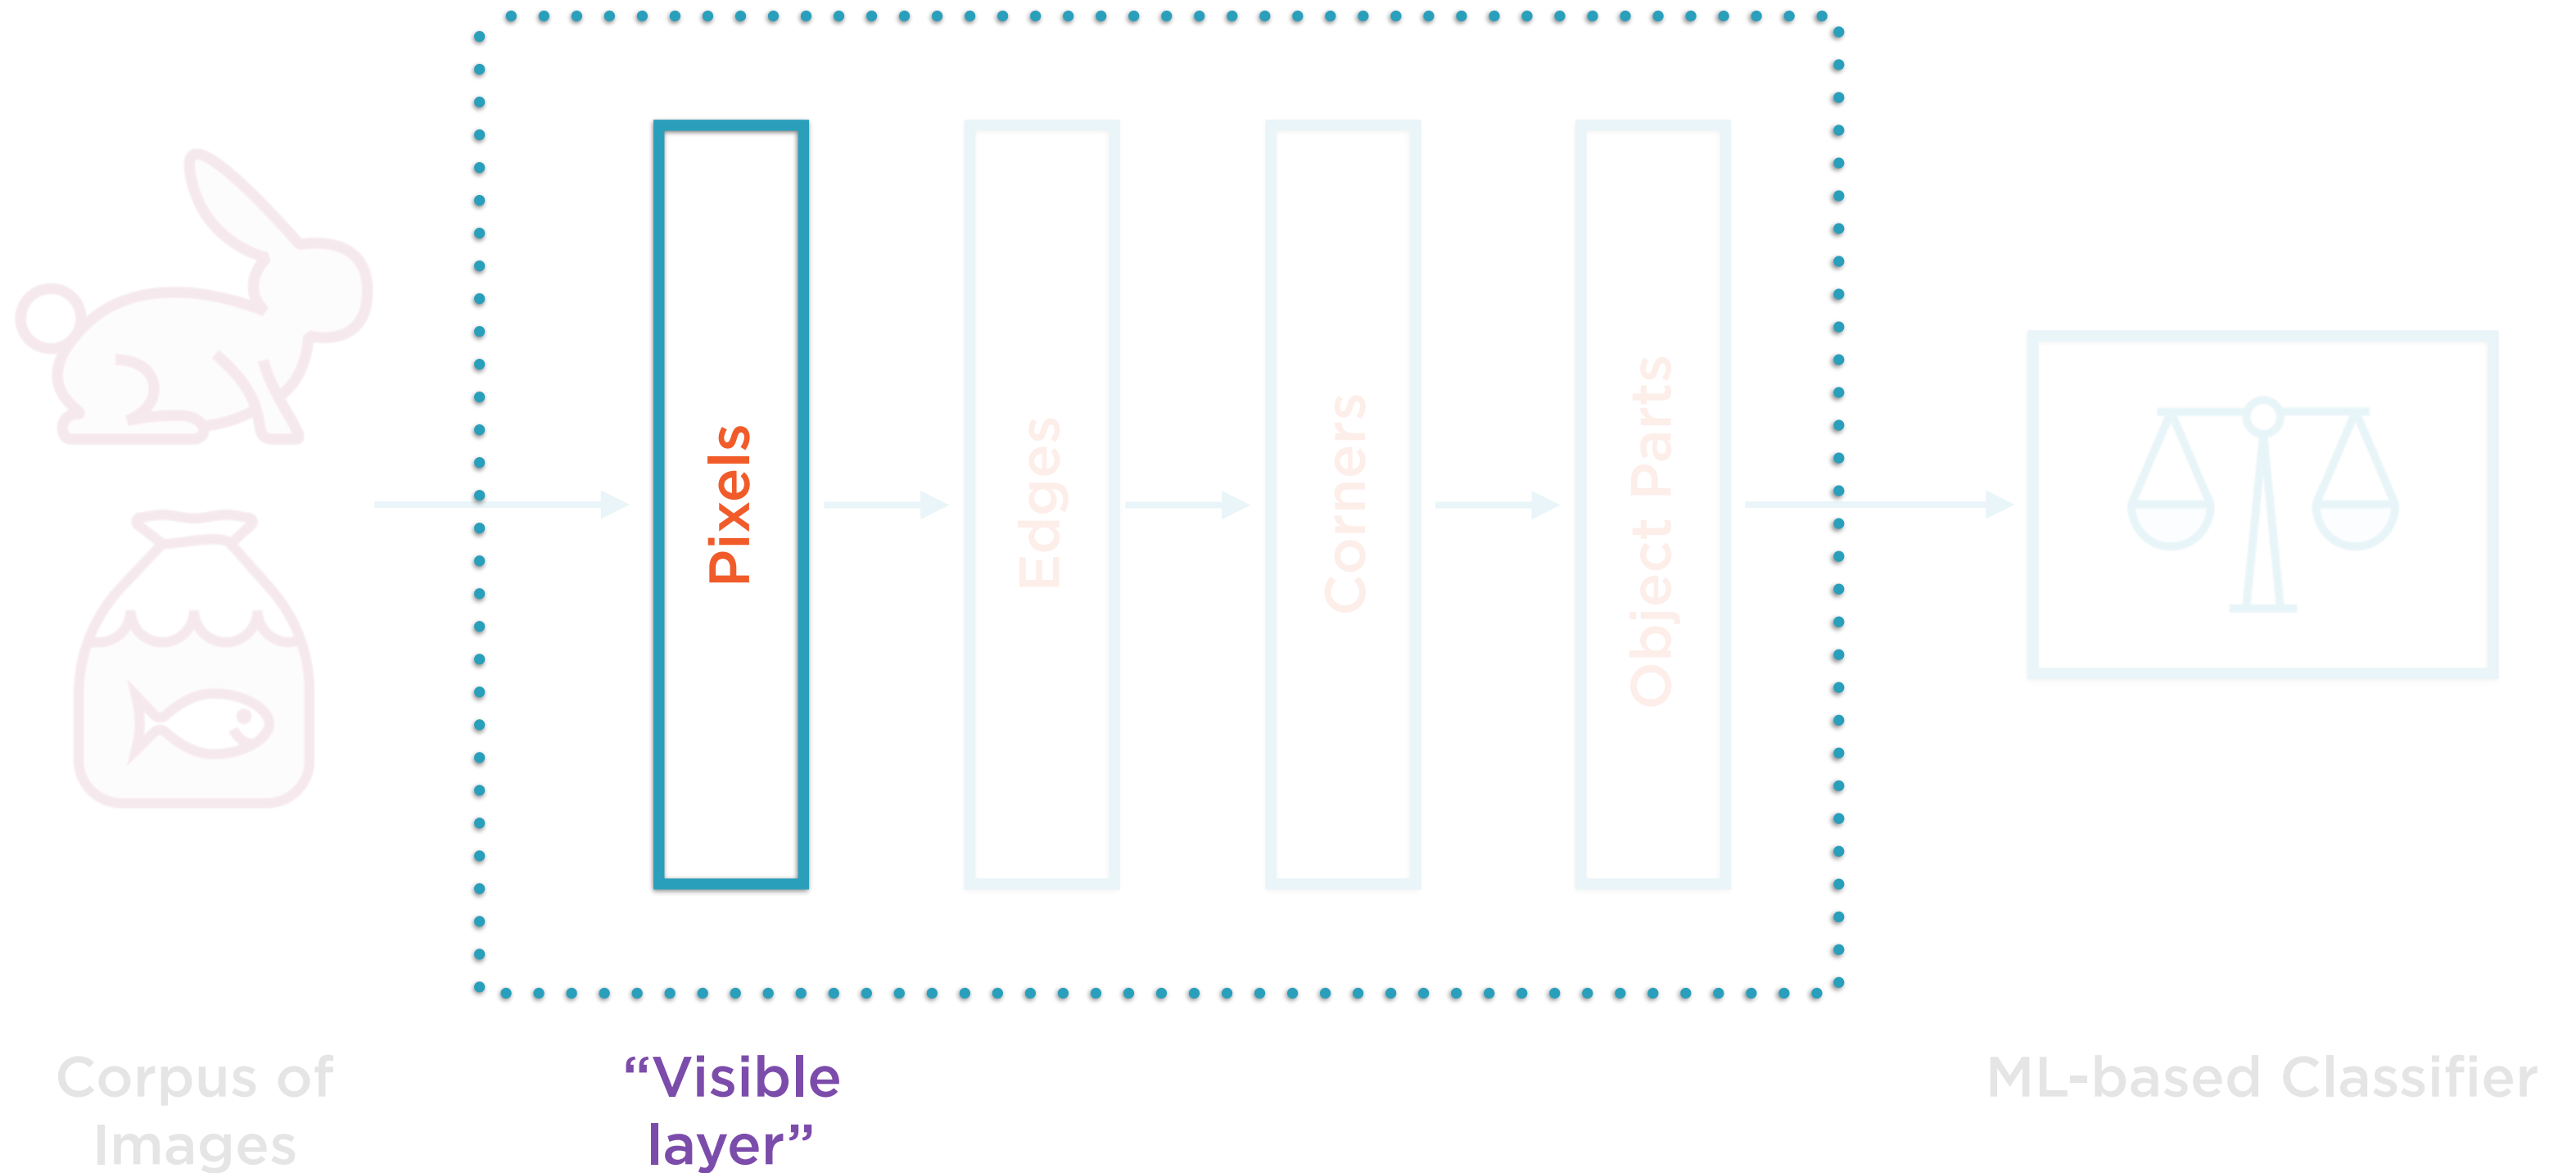 Pixels
Edges
Corners
Object Parts
Corpus of
Images
“Visible
layer”
ML-based Classifier